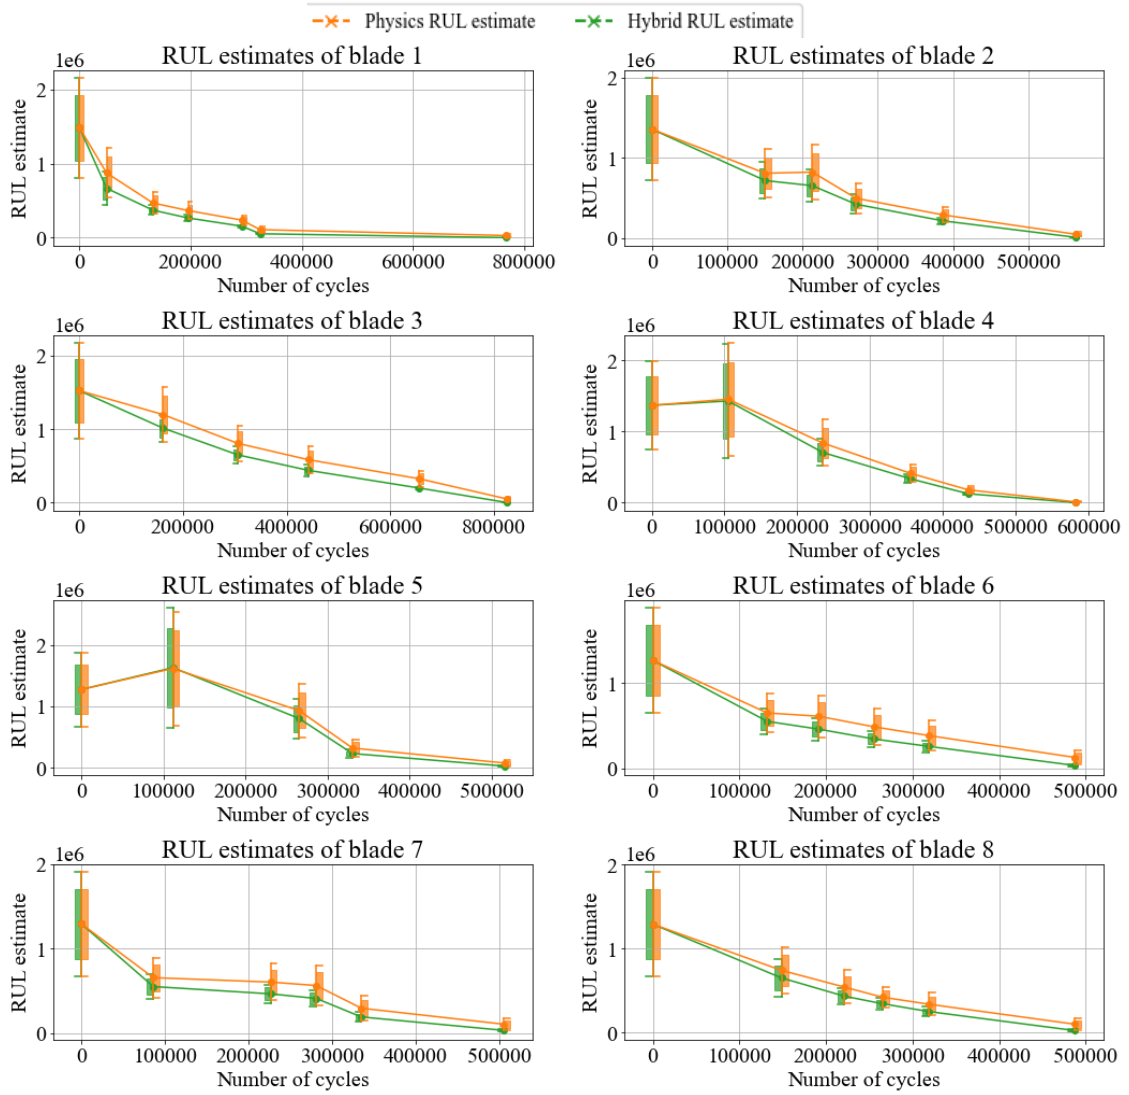 Physics RUL estimate
Hybrid RUL estimate
RUL estimates of blade 1
1e6
2
1
0
RUL estimate
0 200000 400000 600000 800000
Number of cycles
RUL estimates of blade 2
1e6
2
1
0
RUL estimate
0 100000 200000 300000 400000 500000
Number of cycles
RUL estimates of blade 3
1e6
2
1
0
RUL estimate
0 200000 400000 600000 800000
Number of cycles
RUL estimates of blade 4
1e6
2
1
0
RUL estimate
0 100000 200000 300000 400000 500000 600000
Number of cycles
RUL estimates of blade 5
1e6
2
1
0
RUL estimate
0 100000 200000 300000 400000 500000
Number of cycles
RUL estimates of blade 6
1e6
1
0
RUL estimate
0 100000 200000 300000 400000 500000
Number of cycles
RUL estimates of blade 7
1e6
2
1
0
RUL estimate
0 100000 200000 300000 400000 500000
Number of cycles
RUL estimates of blade 8
1e6
2
1
0
RUL estimate
0 100000 200000 300000 400000 500000
Number of cycles